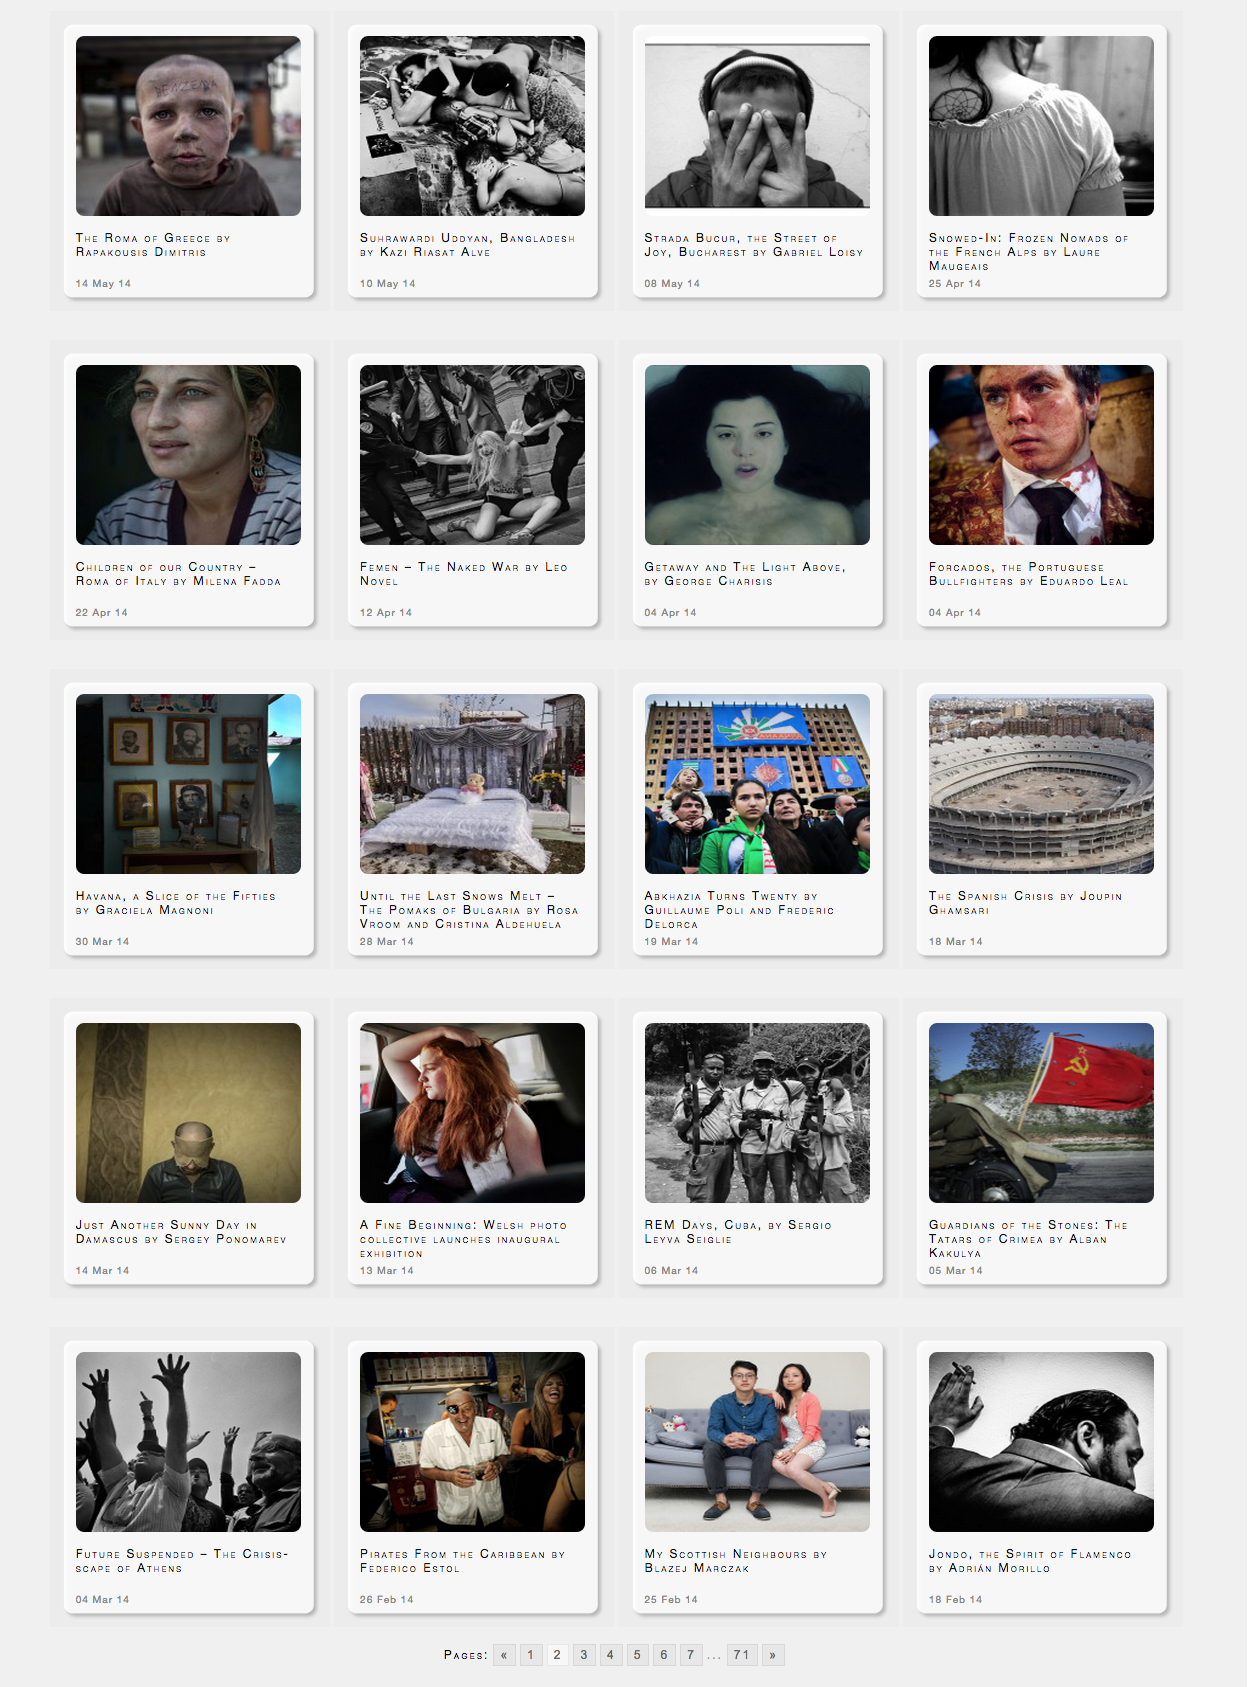 The Roma of Greece by
Rapakousis Dimitris
14 May 14
Suhrawardi Uddyan, Bangladesh
by Kazi Riasat Alve
10 May 14
Strada Bucur, the Street of
Joy, Bucharest by Gabriel Loisy
08 May 14
Snowed-In: Frozen Nomads of
the French Alps by Laure
Maugeais
25 Apr 14
Children of our Country –
Roma of Italy by Milena Fadda
22 Apr 14
Femen – The Naked War by Leo
Novel
12 Apr 14
Getaway and The Light Above,
by George Charisis
04 Apr 14
Forcados, the Portuguese
Bullfighters by Eduardo Leal
04 Apr 14
Havana, a Slice of the Fifties
by Graciela Magnoni
30 Mar 14
Until the Last Snows Melt –
The Pomaks of Bulgaria by Rosa
Vroom and Cristina Aldehuela
28 Mar 14
Abkhazia Turns Twenty by
Guillaume Poli and Frederic
Delorca
19 Mar 14
The Spanish Crisis by Joupin
Ghamsari
18 Mar 14
Just Another Sunny Day in
Damascus by Sergey Ponomarev
14 Mar 14
A Fine Beginning: Welsh photo
collective launches inaugural
exhibition
13 Mar 14
REM Days, Cuba, by Sergio
Leyva Seiglie
06 Mar 14
Guardians of the Stones: The
Tatars of Crimea by Alban
Kakulya
05 Mar 14
Future Suspended – The Crisis-
scape of Athens
04 Mar 14
Pirates From the Caribbean by
Federico Estol
26 Feb 14
My Scottish Neighbours by
Blazej Marczak
25 Feb 14
Jondo, the Spirit of Flamenco
by Adrián Morillo
18 Feb 14
Pages: « 1 2 3 4 5 6 7 ... 71 »